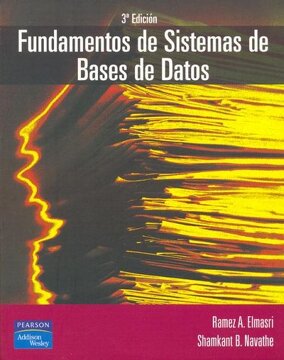 3ª Edición
Fundamentos de Sistemas de
Bases de Datos
Ramez A. Elmasri
Shamkant B. Navathe
PEARSON
Addison
Wesley